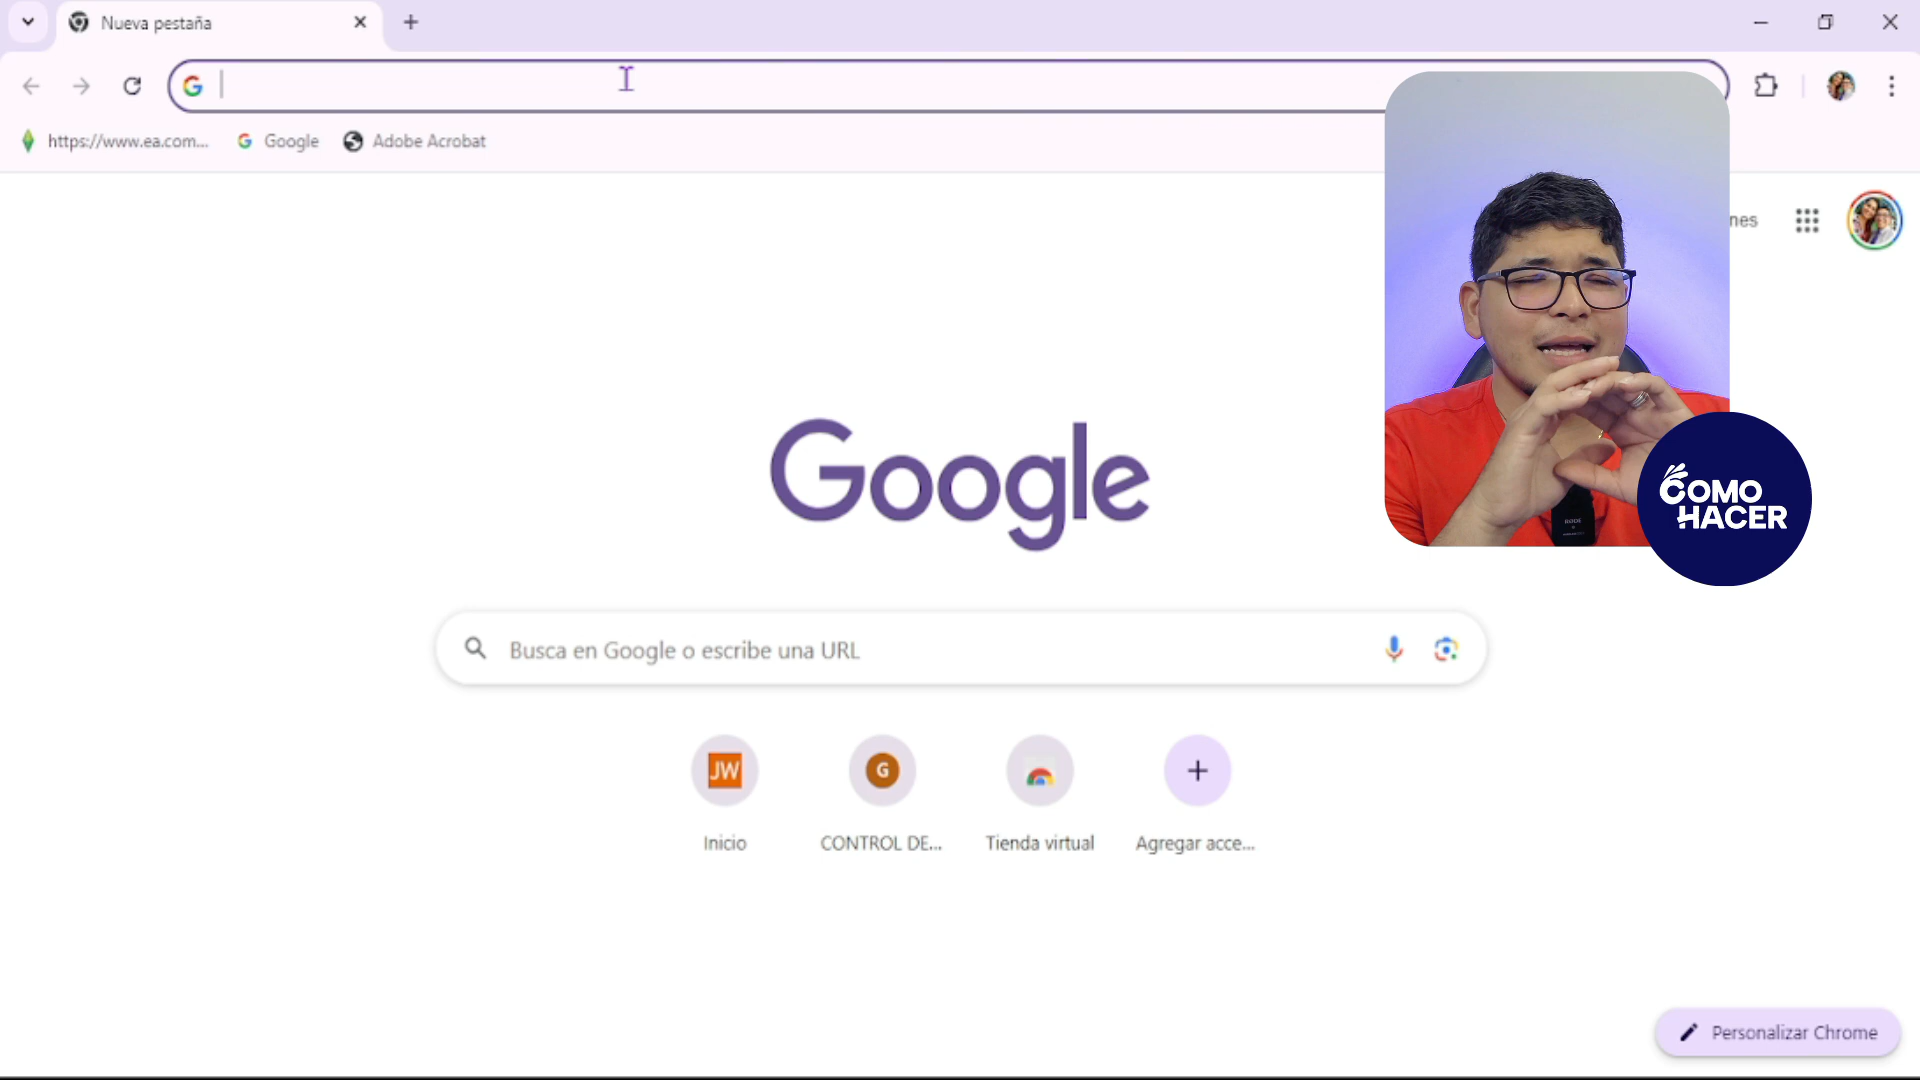 Nueva pestaña
https://www.ea.com...
Google
Adobe Acrobat
nes
Google
COMO
HACER
RODE
Busca en Google o escribe una URL
JW
G
Inicio
CONTROL DE...
Tienda virtual
Agregar acce...
Personalizar Chrome